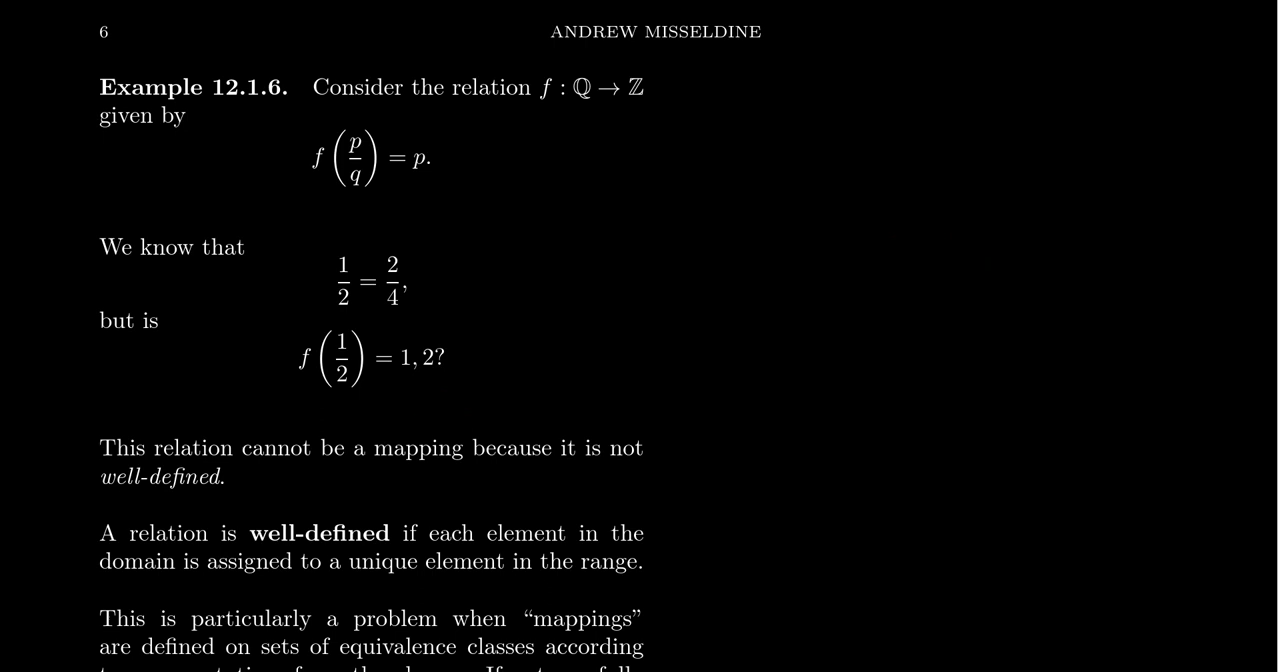 6 ANDREW MISSELDINE
Example 12.1.6. Consider the relation f : ℚ → ℤ
given by
f(p/q) = p.
We know that
1/2 = 2/4,
but is
f(1/2) = 1, 2?
This relation cannot be a mapping because it is not
well-defined.
A relation is well-defined if each element in the
domain is assigned to a unique element in the range.
This is particularly a problem when “mappings”
are defined on sets of equivalence classes according